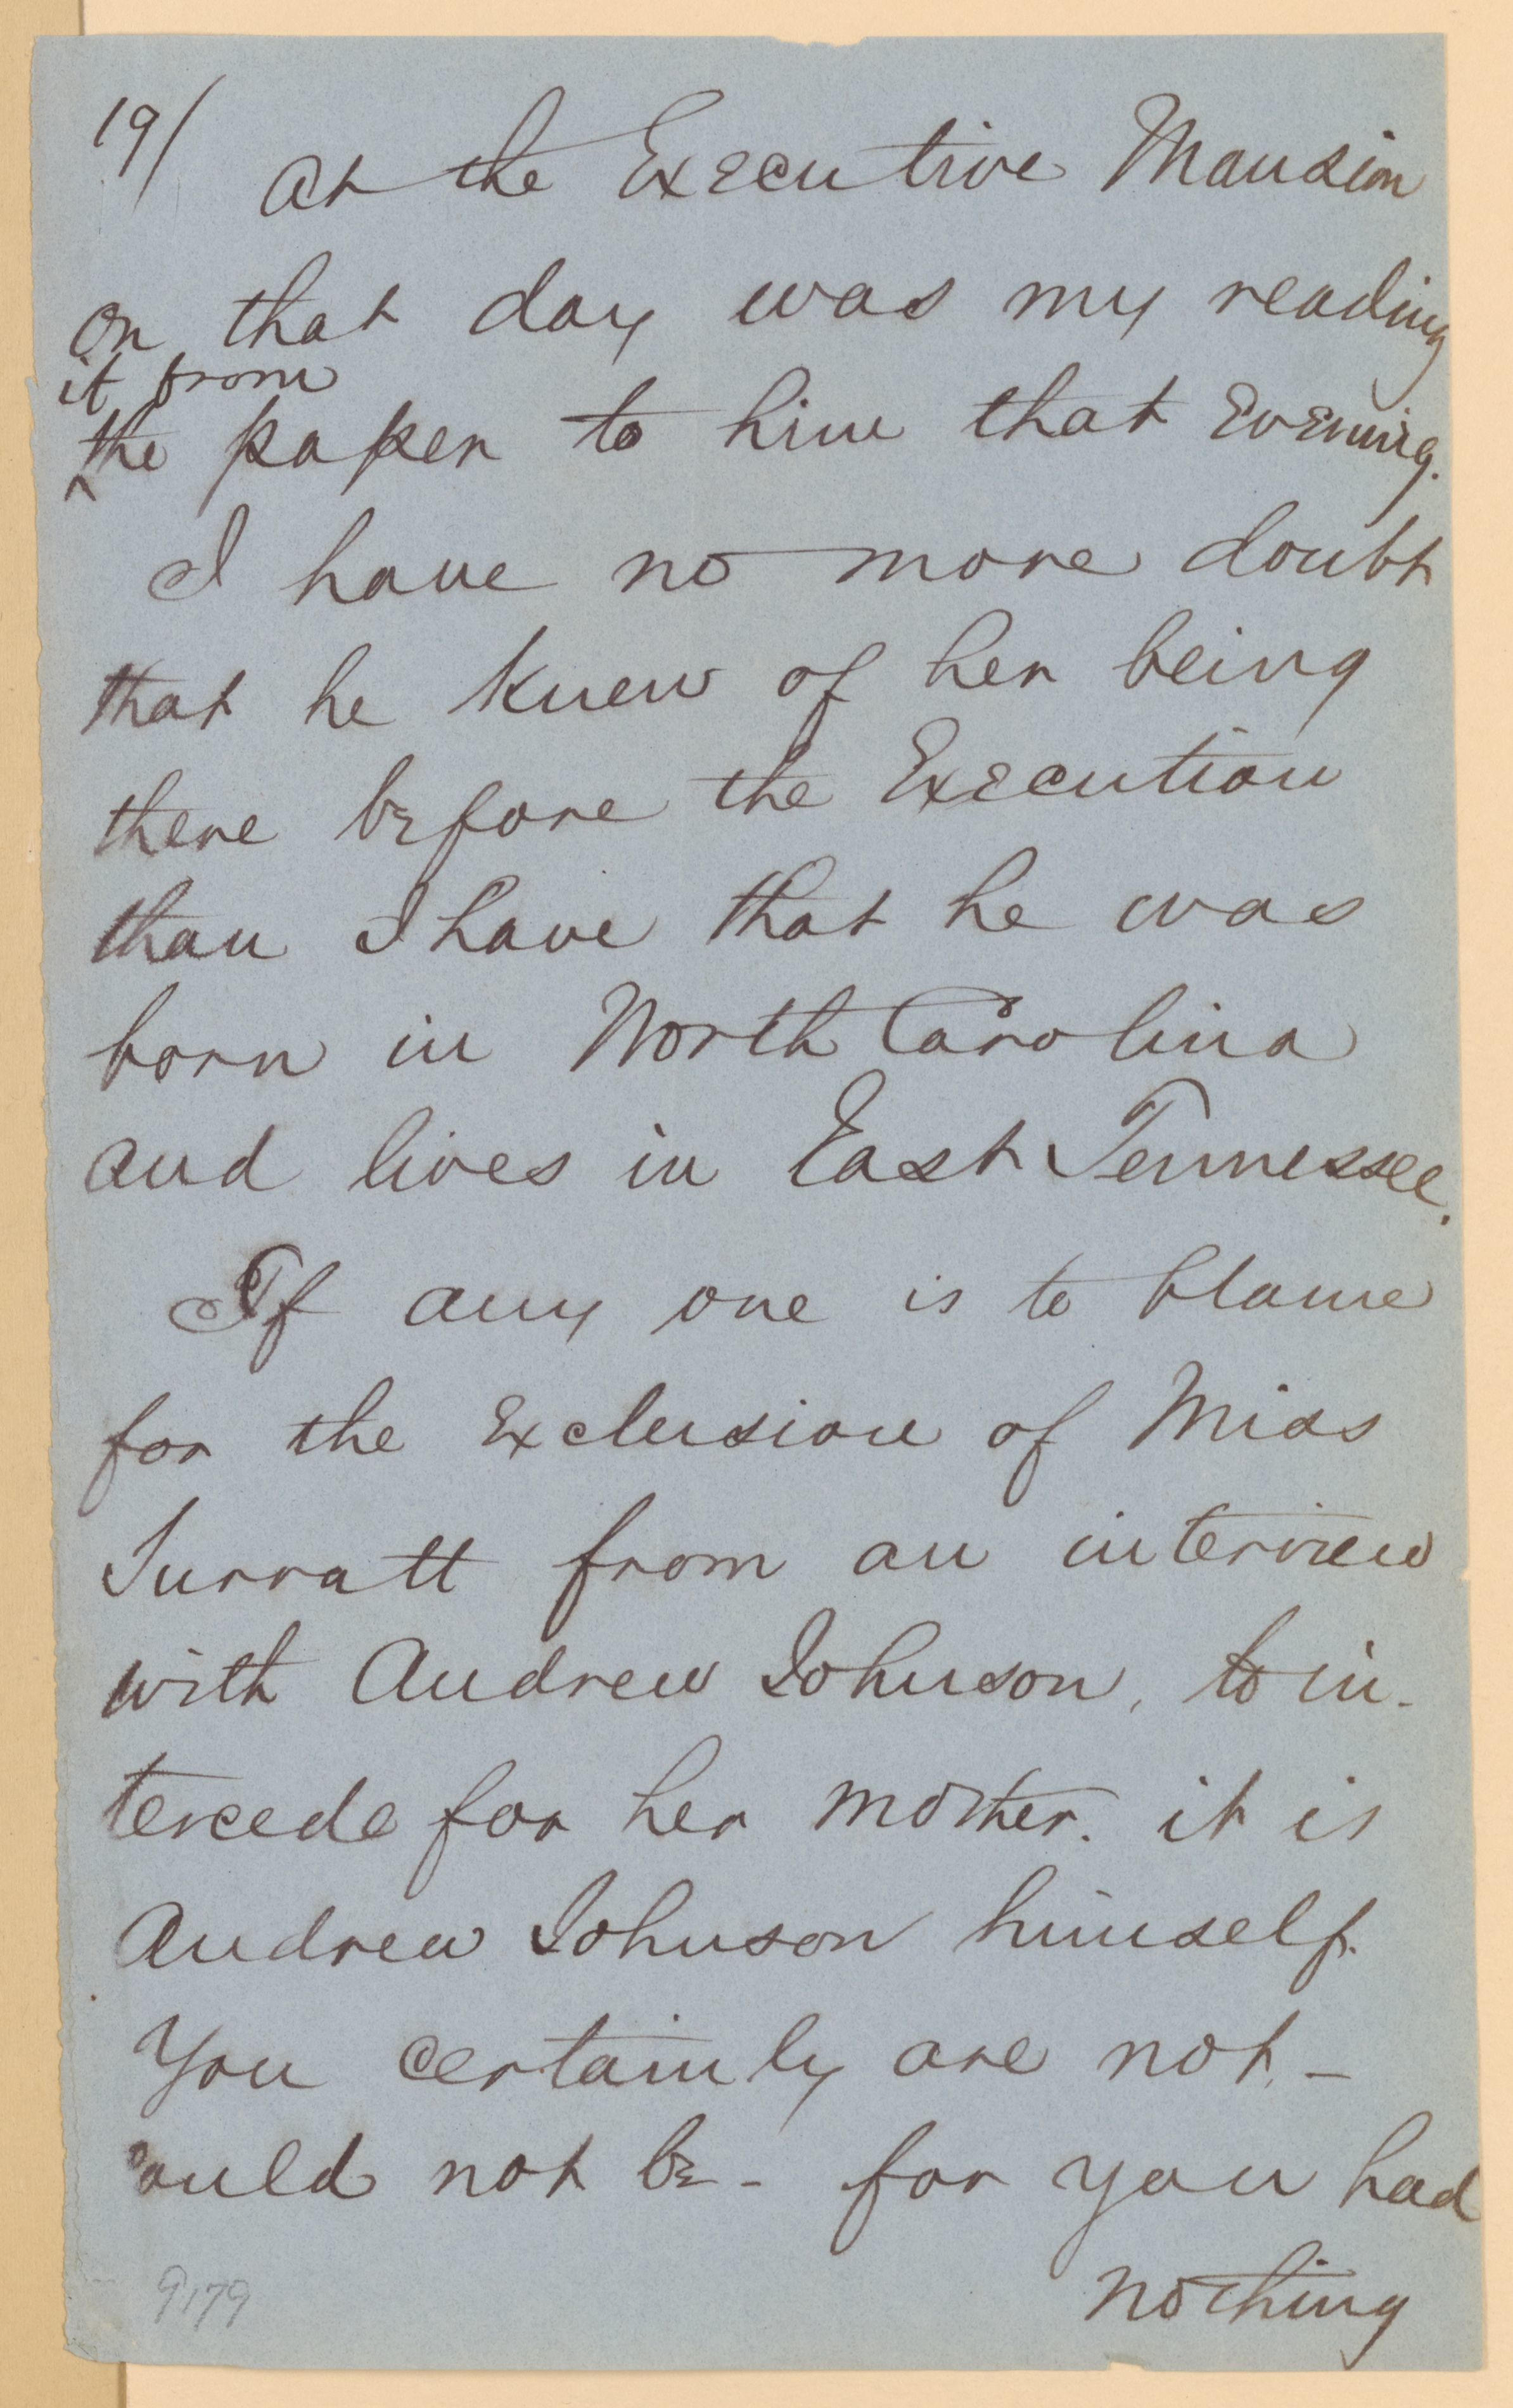 19/
at the Executive Mansion
on that day was my reading
it from
^the paper to him that evening.
I have no more doubt
that he knew of her being
there before the Execution
than I have that he was
born in North Carolina
and lives in East Tennessee.
If any one is to blame
for the exclusion of Miss
Surratt from an interview
with Andrew Johnson, to in-
tercede for her mother. it is
Andrew Johnson himself.
You certainly are not, -
could not be - for you had
nothing
9179